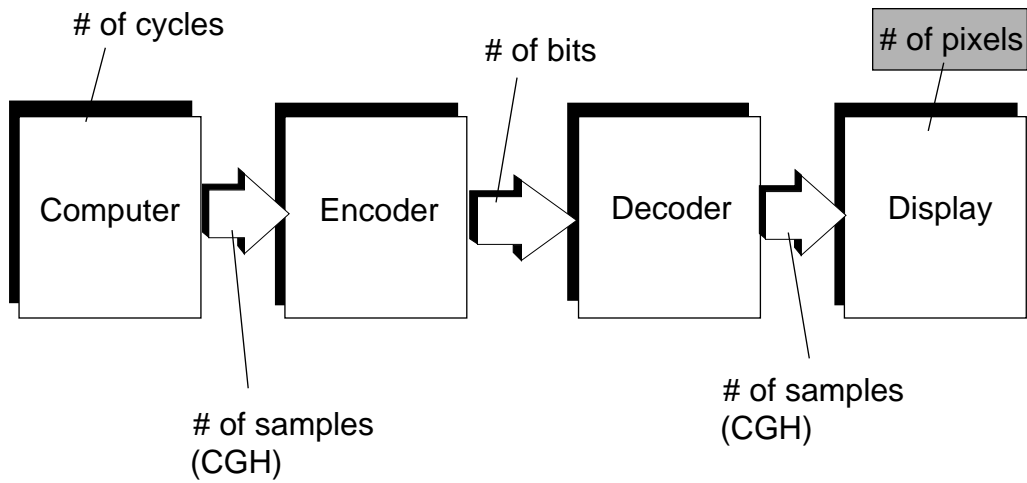 # of cycles
# of bits
# of pixels
Computer
Encoder
Decoder
Display
# of samples
(CGH)
# of samples
(CGH)